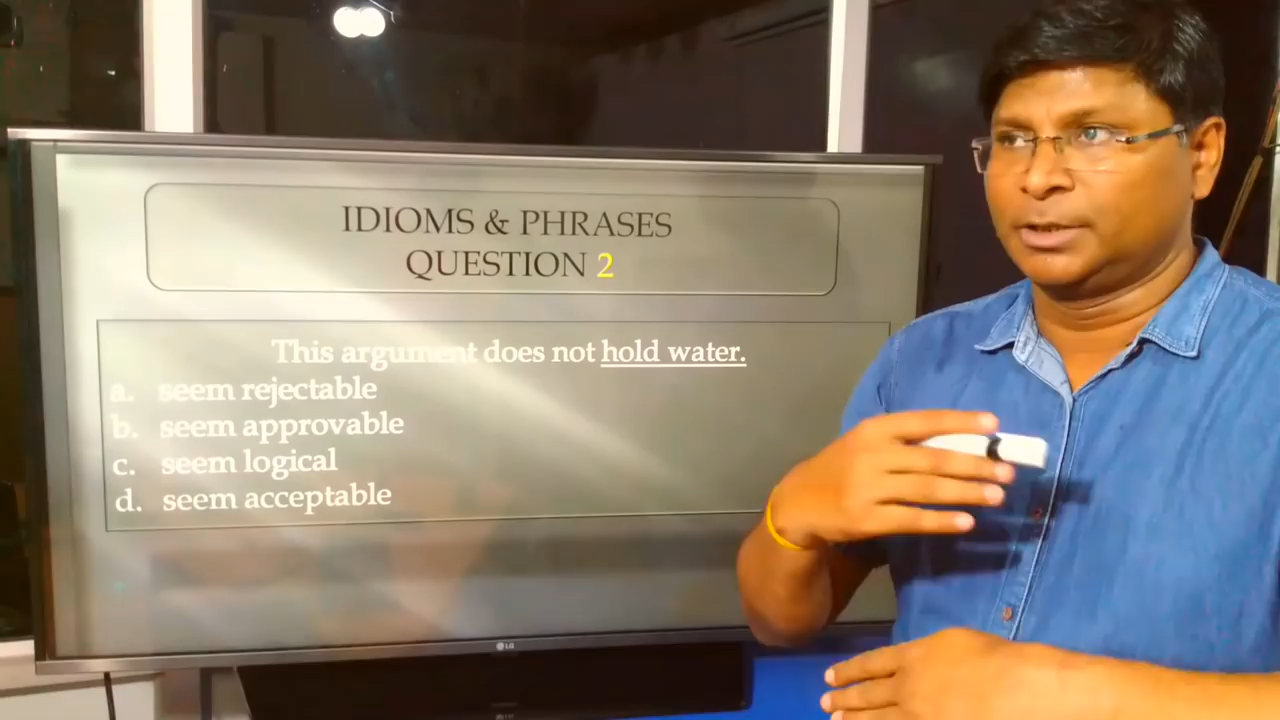 IDIOMS & PHRASES
QUESTION 2
This argument does not hold water.
a. seem rejectable
b. seem approvable
c. seem logical
d. seem acceptable
LG